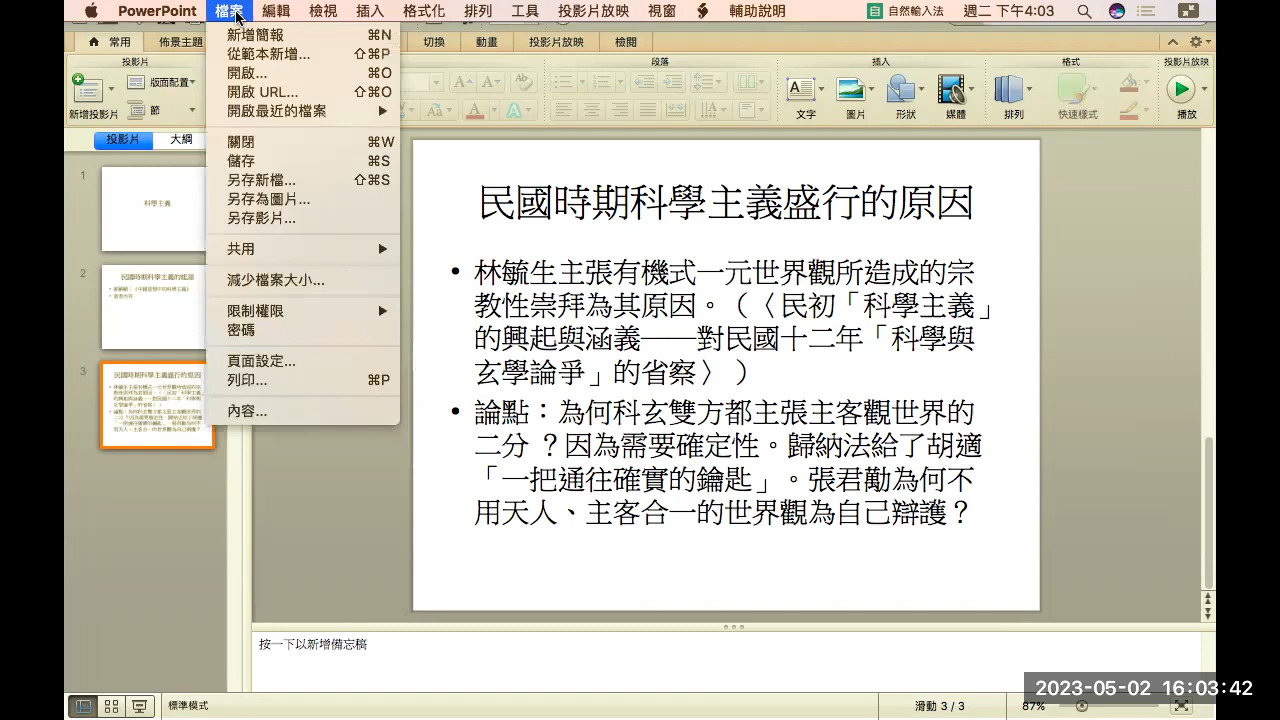 PowerPoint 檔案 編輯 檢視 插入 格式化 排列 工具 投影片放映 視窗 輔助說明 自 自然輸入法 週二 下午4:03
常用 佈景主題 切換 動畫 投影片放映 檢閱
投影片 段落 插入 格式 投影片放映
新增投影片 版面配置 節 文字 圖片 形狀 媒體 排列 快速樣式 播放
新增簡報 ⌘N
從範本新增... ⇧⌘P
開啟... ⌘O
開啟 URL... ⇧⌘O
開啟最近的檔案
關閉 ⌘W
儲存 ⌘S
另存新檔... ⇧⌘S
另存為圖片...
另存影片...
共用
減少檔案大小...
限制權限
密碼
頁面設定...
列印... ⌘P
內容...
投影片 大綱
1
科學主義
2
民國時期科學主義的起源
3
民國時期科學主義盛行的原因
民國時期科學主義盛行的原因
• 林毓生主張有機式一元世界觀所造成的宗
教性崇拜為其原因。（〈民初「科學主義」
的興起與涵義——對民國十二年「科學與
玄學論爭」的省察〉）
• 論點：為何科玄雙方都主張主客觀世界的
二分 ？因為需要確定性。歸納法給了胡適
「一把通往確實的鑰匙」。張君勱為何不
用天人、主客合一的世界觀為自己辯護？
按一下以新增備忘稿
標準模式 滑動 3 / 3 87%
2023-05-02 16:03:42